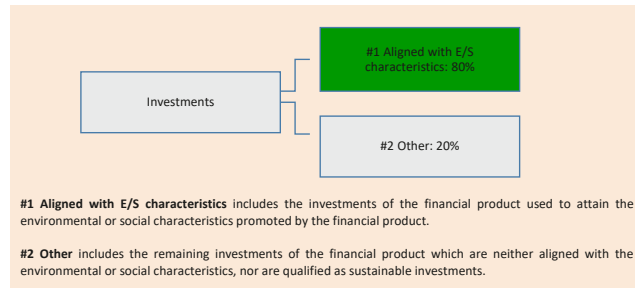 #1 Aligned with E/S
characteristics: 80%
Investments
#2 Other: 20%
#1 Aligned with E/S characteristics includes the investments of the financial product used to attain the
environmental or social characteristics promoted by the financial product.
#2 Other includes the remaining investments of the financial product which are neither aligned with the
environmental or social characteristics, nor are qualified as sustainable investments.